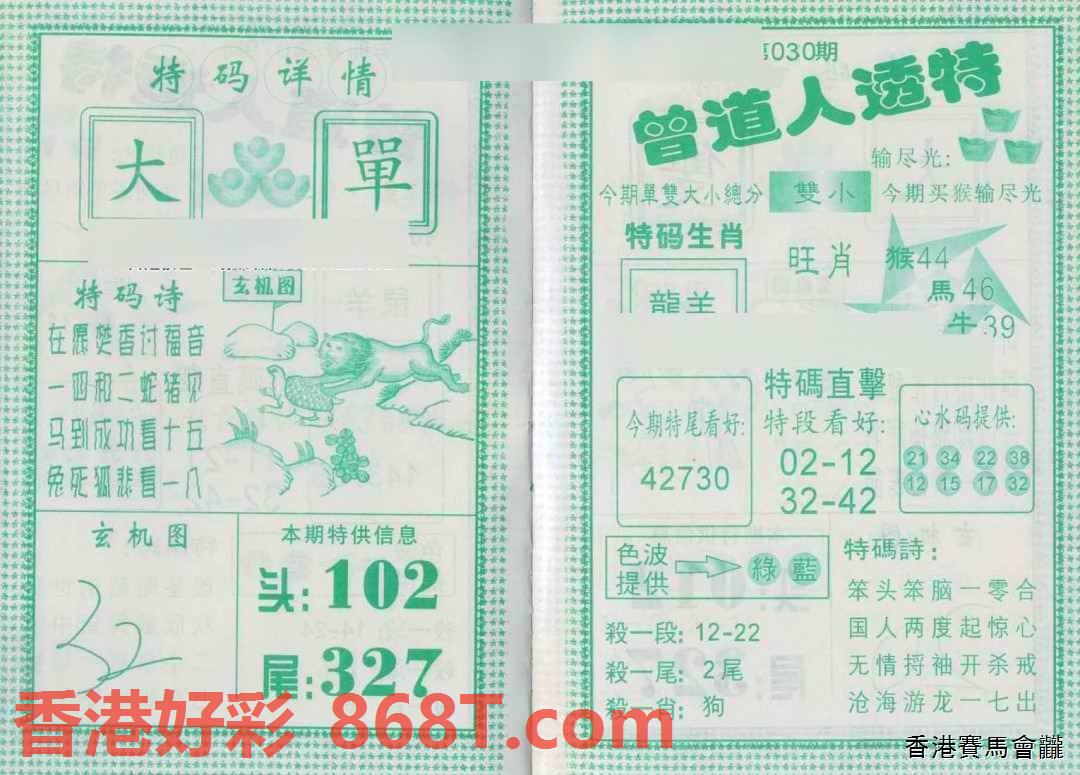 特码详情
大 單
特码诗
玄机图
在愿焚香讨福音
一四和二蛇猪见
马到成功看十五
兔死狐悲看一八
玄机图
本期特供信息
头:102
尾:327
030期
曾道人透特
输尽光:
今期單雙大小總分
雙小
今期买猴输尽光
特码生肖
龍羊
旺肖
猴44
馬46
牛39
特碼直擊
今期特尾看好:
42730
特段看好:
02-12
32-42
心水码提供:
21 34 22 38
12 15 17 32
色波
提供
綠 藍
殺一段: 12-22
殺一尾: 2尾
殺一肖: 狗
特碼詩:
笨头笨脑一零合
国人两度起惊心
无情捋袖开杀戒
沧海游龙一七出
香港好彩 868T.com
香港賽馬會